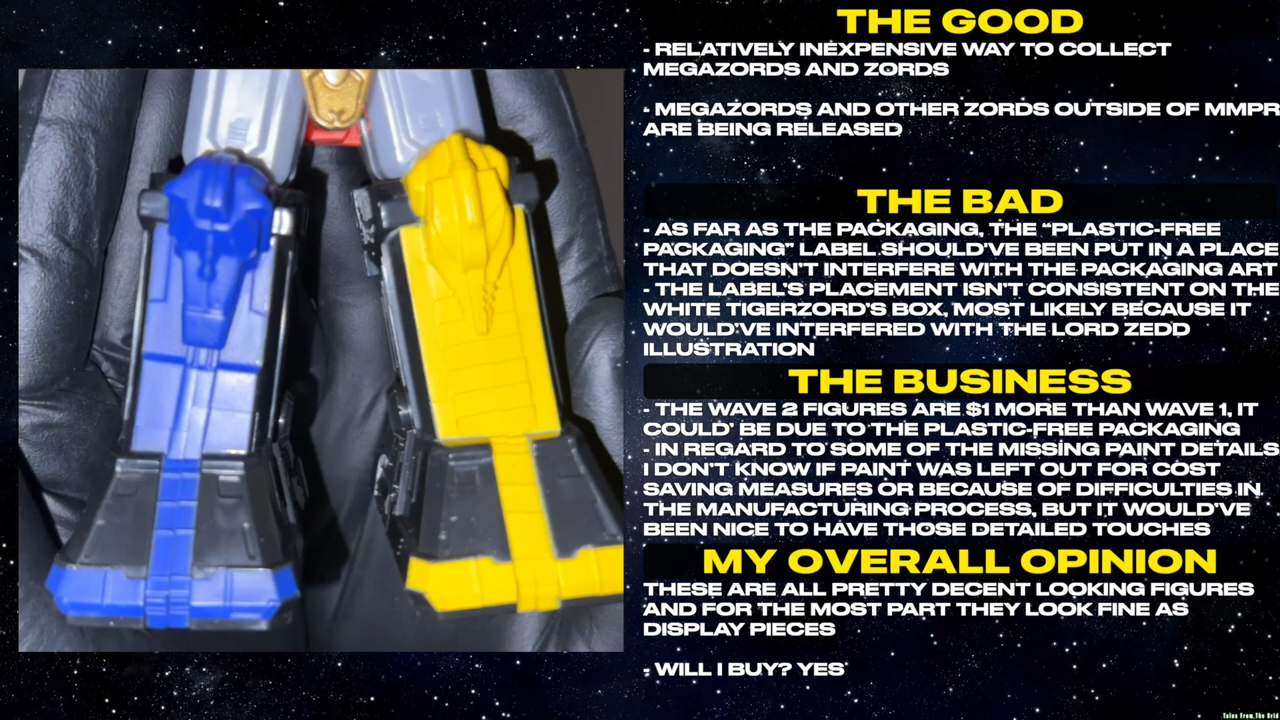 THE GOOD
- RELATIVELY INEXPENSIVE WAY TO COLLECT
MEGAZORDS AND ZORDS
- MEGAZORDS AND OTHER ZORDS OUTSIDE OF MMPR
ARE BEING RELEASED
THE BAD
- AS FAR AS THE PACKAGING, THE “PLASTIC-FREE
PACKAGING” LABEL SHOULD'VE BEEN PUT IN A PLACE
THAT DOESN'T INTERFERE WITH THE PACKAGING ART
- THE LABEL'S PLACEMENT ISN'T CONSISTENT ON THE
WHITE TIGERZORD'S BOX, MOST LIKELY BECAUSE IT
WOULD'VE INTERFERED WITH THE LORD ZEDD
ILLUSTRATION
THE BUSINESS
- THE WAVE 2 FIGURES ARE $1 MORE THAN WAVE 1, IT
COULD BE DUE TO THE PLASTIC-FREE PACKAGING
- IN REGARD TO SOME OF THE MISSING PAINT DETAILS
I DON'T KNOW IF PAINT WAS LEFT OUT FOR COST
SAVING MEASURES OR BECAUSE OF DIFFICULTIES IN
THE MANUFACTURING PROCESS, BUT IT WOULD'VE
BEEN NICE TO HAVE THOSE DETAILED TOUCHES
MY OVERALL OPINION
THESE ARE ALL PRETTY DECENT LOOKING FIGURES
AND FOR THE MOST PART THEY LOOK FINE AS
DISPLAY PIECES
- WILL I BUY? YES
Tales From The Grid